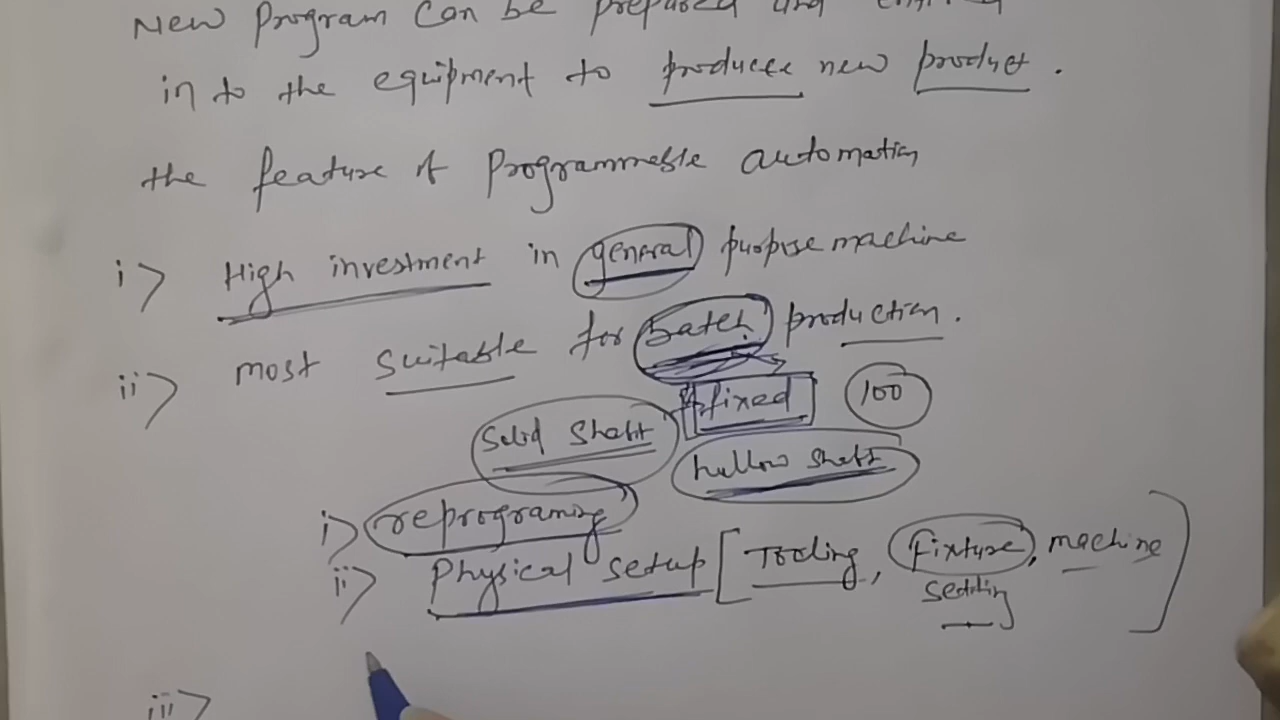 New program can be prepared and
in to the equipment to produce new product.
the feature of Programmable automation
i> High investment in general purpose machine
ii> most suitable for batch production.
fixed 100
Solid Shaft
hollow shaft
i> reprograming
ii> Physical setup [Tooling, Fixture, machine]
setting
iii>